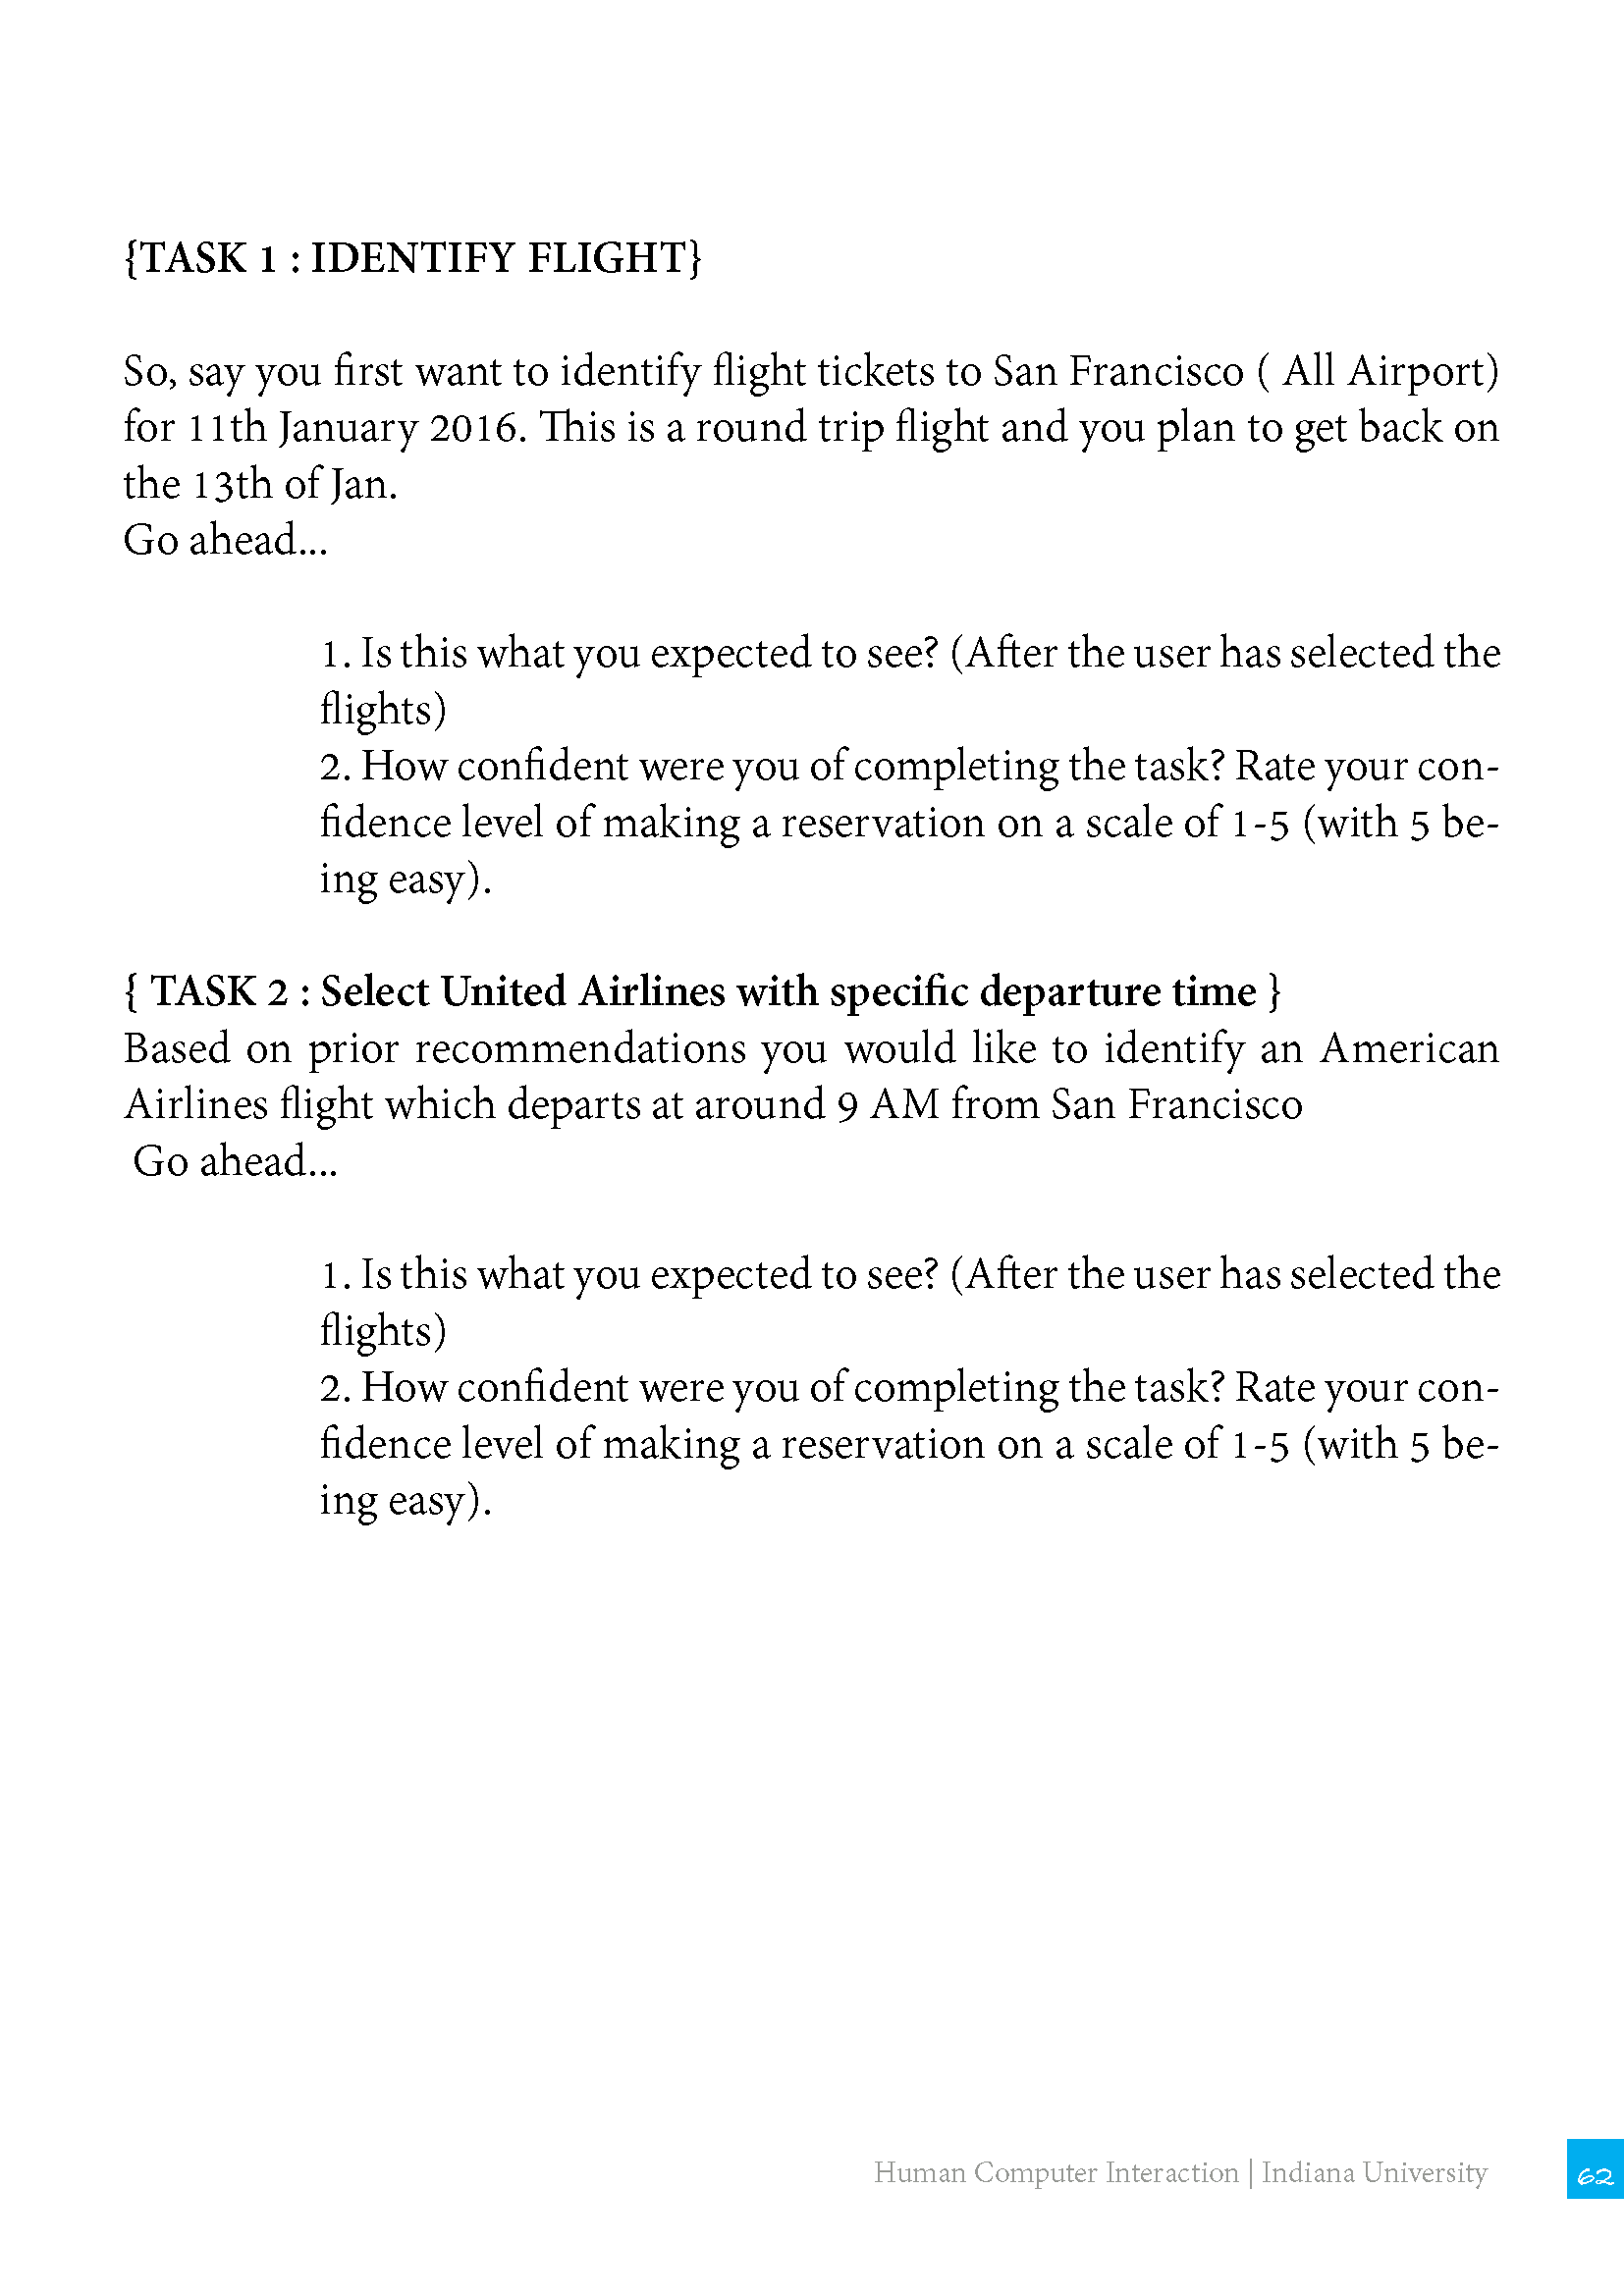 {TASK 1 : IDENTIFY FLIGHT}
So, say you first want to identify flight tickets to San Francisco ( All Airport)
for 11th January 2016. This is a round trip flight and you plan to get back on
the 13th of Jan.
Go ahead...
1. Is this what you expected to see? (After the user has selected the
flights)
2. How confident were you of completing the task? Rate your con-
fidence level of making a reservation on a scale of 1-5 (with 5 be-
ing easy).
{ TASK 2 : Select United Airlines with specific departure time }
Based on prior recommendations you would like to identify an American
Airlines flight which departs at around 9 AM from San Francisco
Go ahead...
1. Is this what you expected to see? (After the user has selected the
flights)
2. How confident were you of completing the task? Rate your con-
fidence level of making a reservation on a scale of 1-5 (with 5 be-
ing easy).
Human Computer Interaction | Indiana University
62